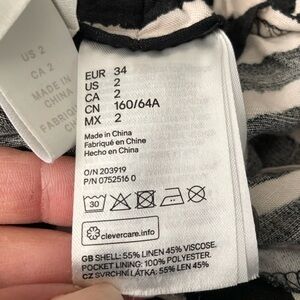 US 2
CA 2
MADE IN
CHINA
EUR 34
US 2
CA 2
CN 160/64A
MX 2
Made in China
Fabriqué en Chine
Hecho en China
O/N 203919
P/N 0752516 0
30
clevercare.info
GB SHELL: 55% LINEN 45% VISCOSE.
POCKET LINING: 100% POLYESTER.
CZ SVRCHNÍ LÁTKA: 55% LEN 45%